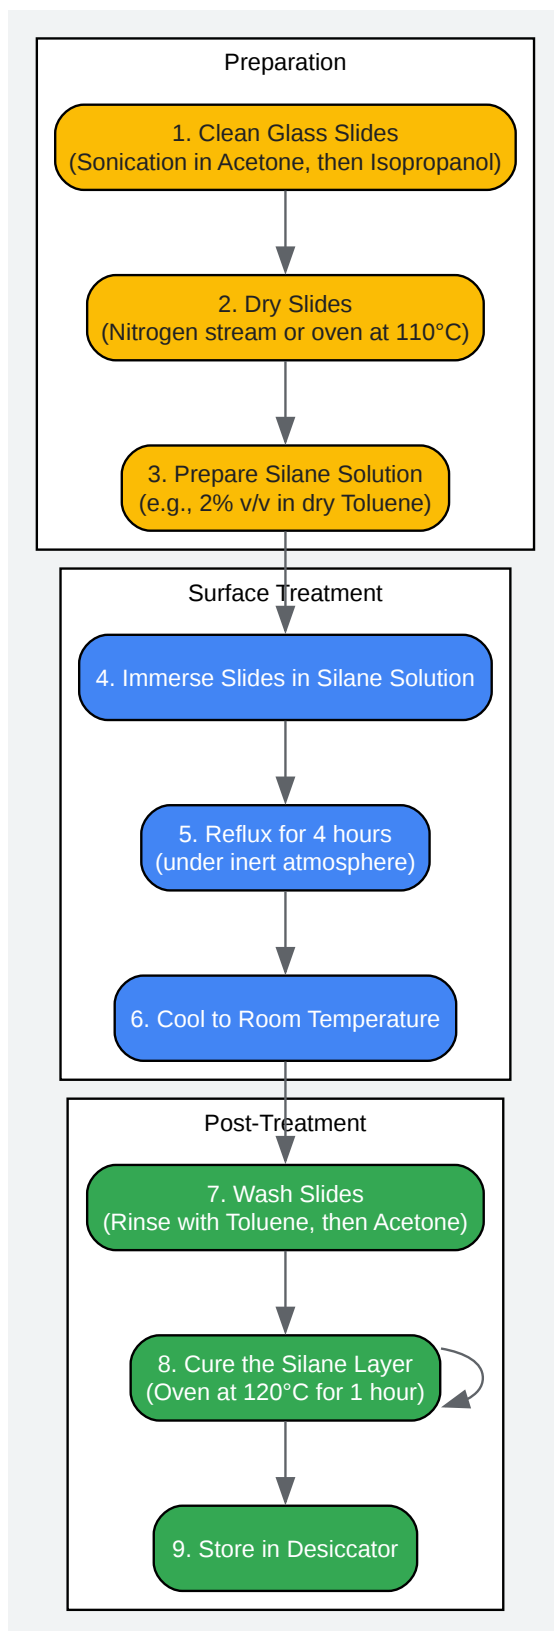 Preparation
1. Clean Glass Slides
(Sonication in Acetone, then Isopropanol)
2. Dry Slides
(Nitrogen stream or oven at 110°C)
3. Prepare Silane Solution
(e.g., 2% v/v in dry Toluene)
Surface Treatment
4. Immerse Slides in Silane Solution
5. Reflux for 4 hours
(under inert atmosphere)
6. Cool to Room Temperature
Post-Treatment
7. Wash Slides
(Rinse with Toluene, then Acetone)
8. Cure the Silane Layer
(Oven at 120°C for 1 hour)
9. Store in Desiccator